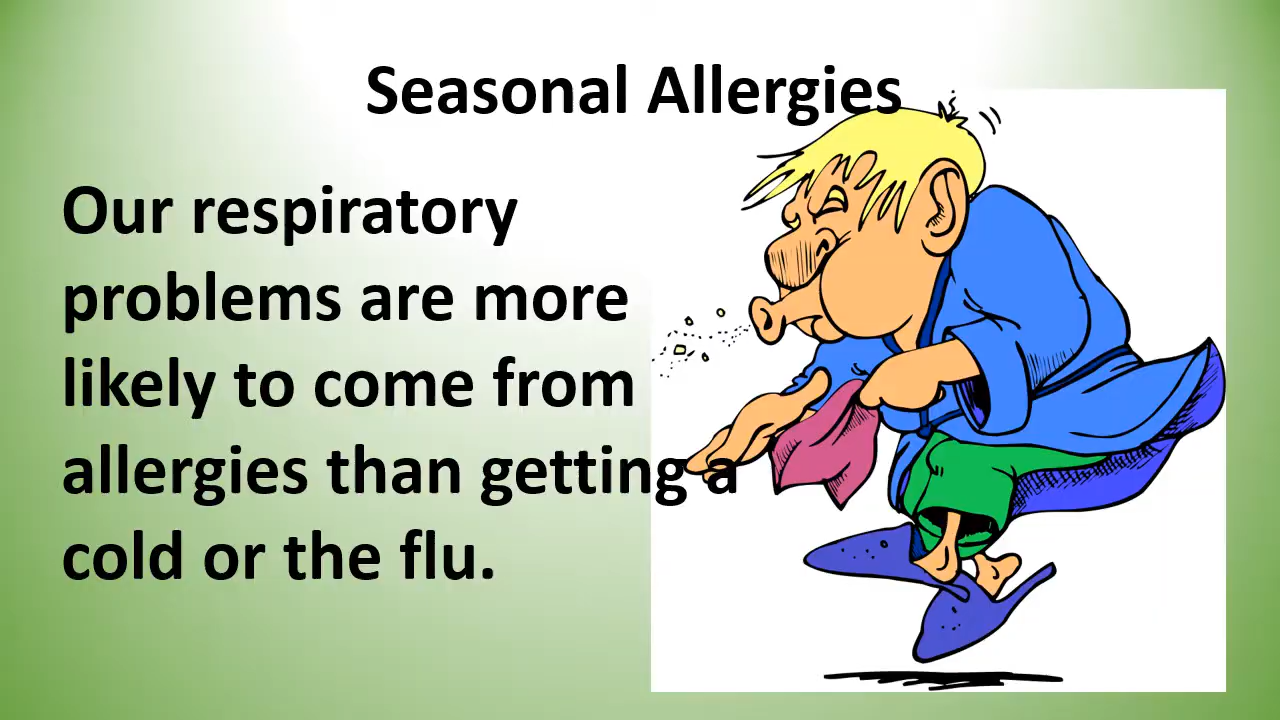 Seasonal Allergies
Our respiratory
problems are more
likely to come from
allergies than getting a
cold or the flu.